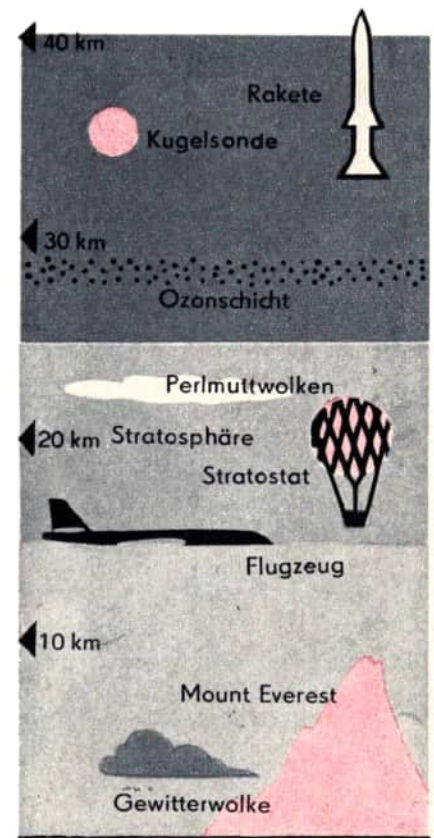 40 km
Rakete
Kugelsonde
30 km
Ozonschicht
Perlmuttwolken
20 km Stratosphäre
Stratostat
Flugzeug
10 km
Mount Everest
Gewitterwolke